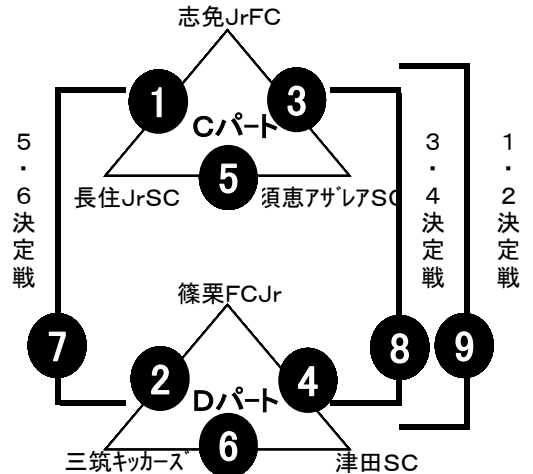 志免JrFC
1
3
Cパート
5
長住JrSC
須恵アザレアSC
5・6決定戦
3・4決定戦
1・2決定戦
篠栗FCJr
7
8
9
2
4
Dパート
6
三筑キッカーズ
津田SC